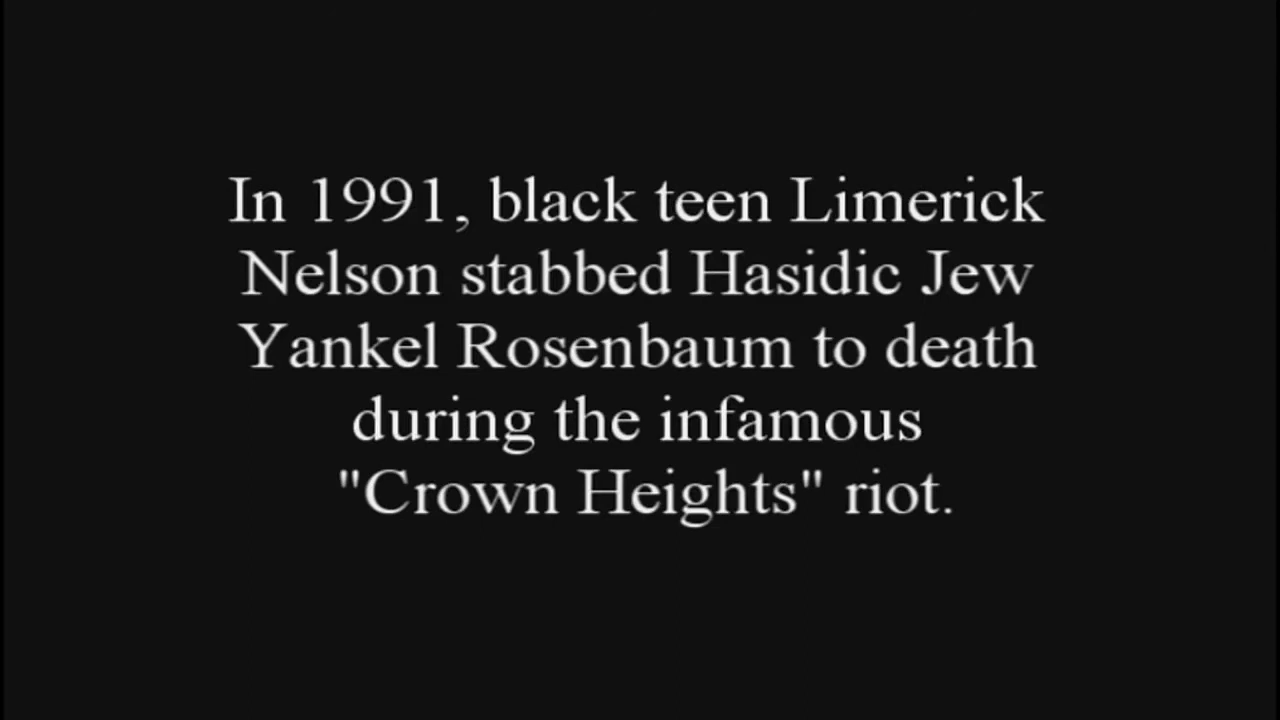 In 1991, black teen Limerick
Nelson stabbed Hasidic Jew
Yankel Rosenbaum to death
during the infamous
"Crown Heights" riot.